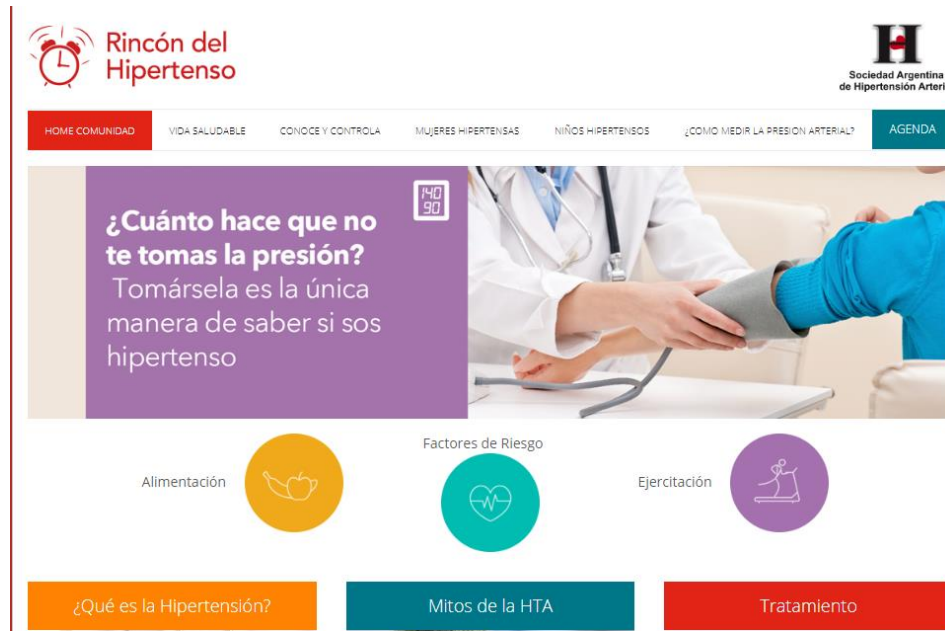 Rincón del
Hipertenso
Sociedad Argentina
de Hipertensión
HOME COMUNIDAD
VIDA SALUDABLE
CONOCE Y CONTROLA
MUJERES HIPERTENSAS
NIÑOS HIPERTENSOS
¿COMO MEDIR LA PRESION ARTERIAL?
AGENDA
¿Cuánto hace que no
te tomas la presión?
Tomársela es la única
manera de saber si sos
hipertenso
140
90
Factores de Riesgo
Alimentación
Ejercitación
¿Qué es la Hipertensión?
Mitos de la HTA
Tratamiento